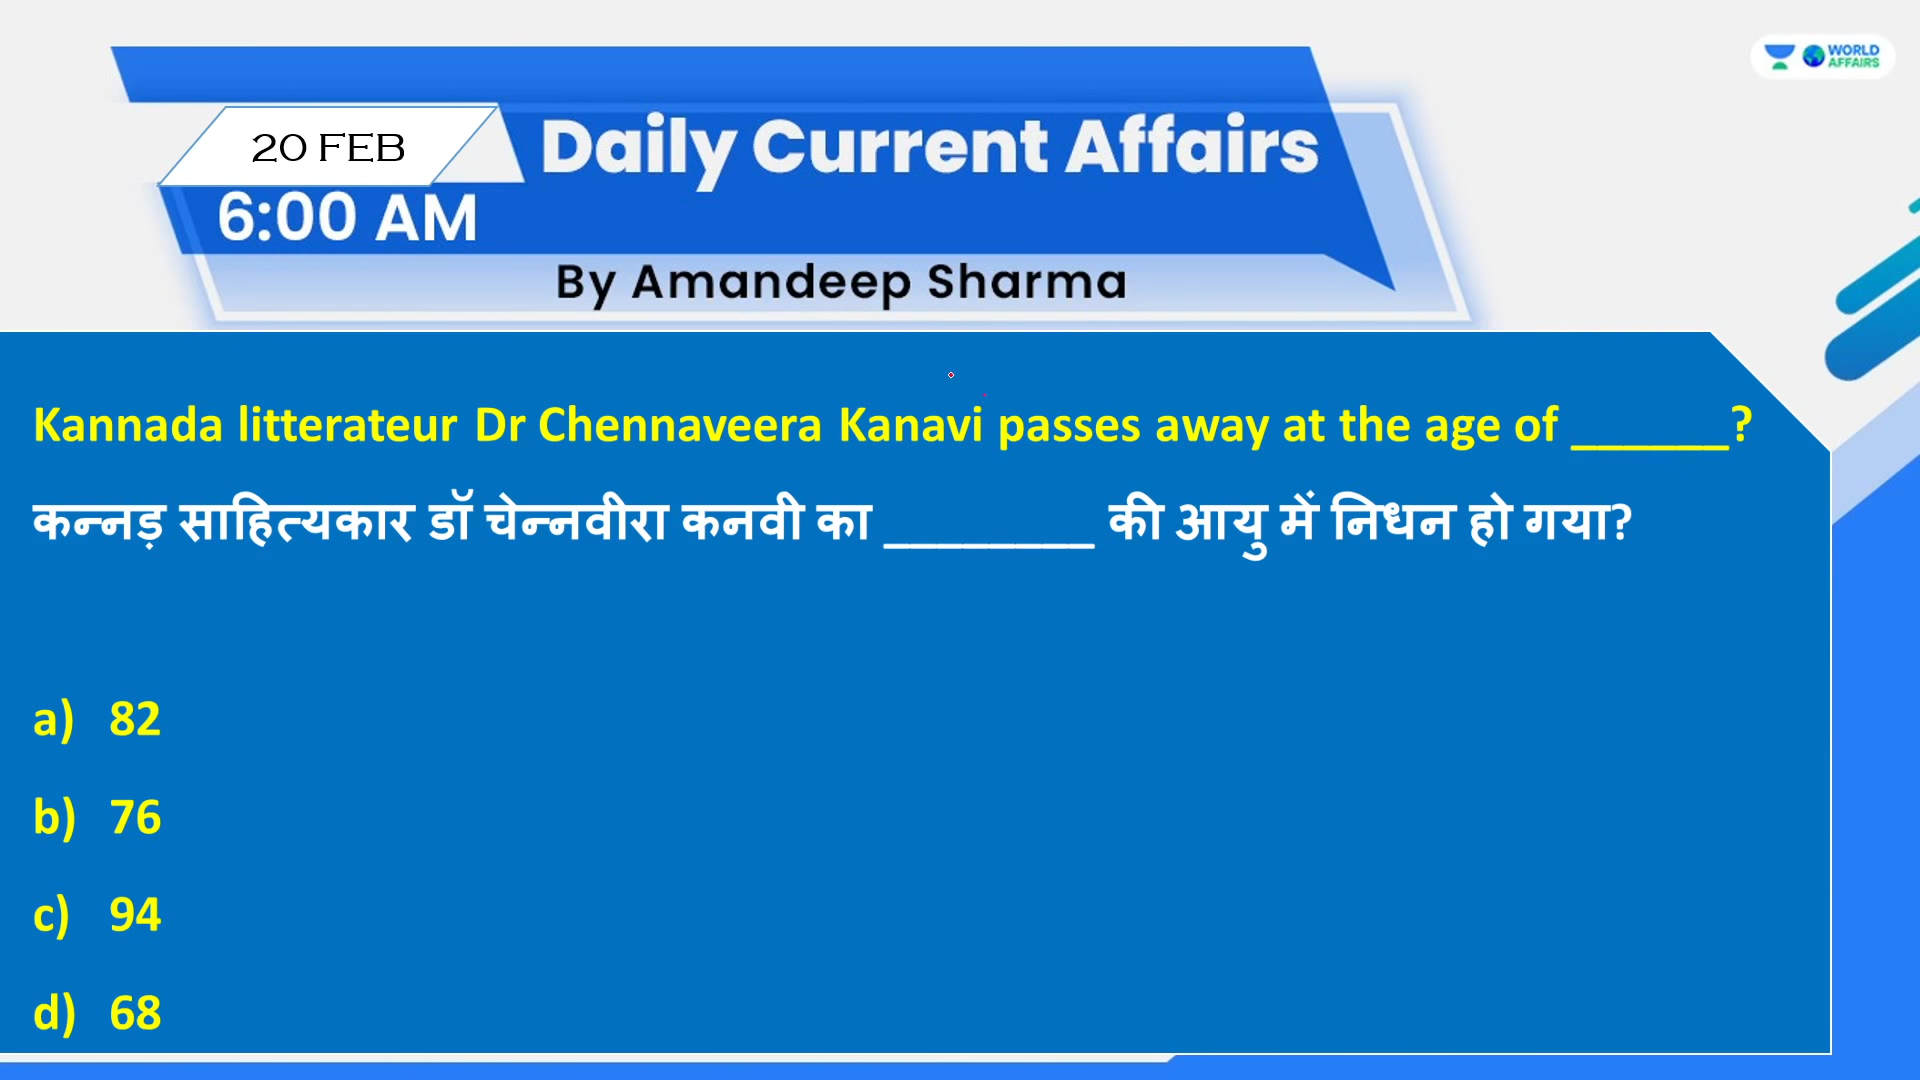 WORLD
AFFAIRS
20 FEB
Daily Current Affairs
6:00 AM
By Amandeep Sharma
Kannada litterateur Dr Chennaveera Kanavi passes away at the age of ______?
कन्नड़ साहित्यकार डॉ चेन्नवीरा कनवी का ________ की आयु में निधन हो गया?
a) 82
b) 76
c) 94
d) 68